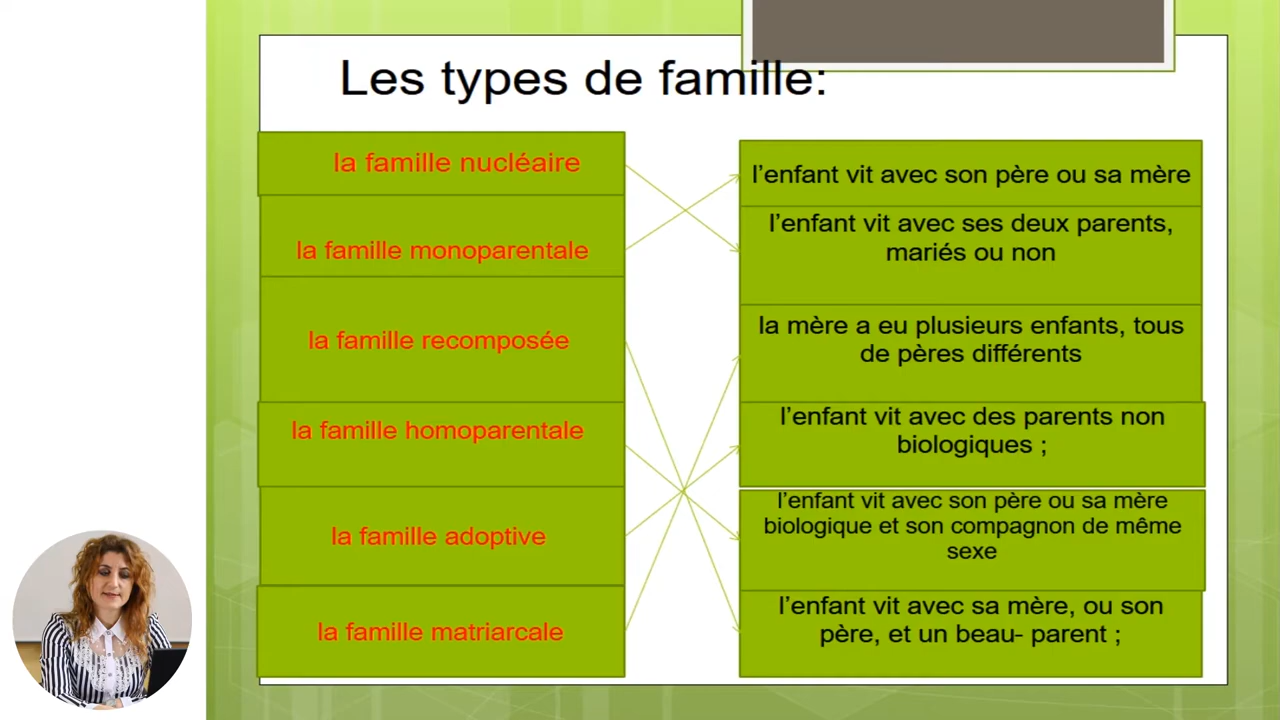 Les types de famille:
la famille nucléaire
la famille monoparentale
la famille recomposée
la famille homoparentale
la famille adoptive
la famille matriarcale
l’enfant vit avec son père ou sa mère
l’enfant vit avec ses deux parents,
mariés ou non
la mère a eu plusieurs enfants, tous
de pères différents
l’enfant vit avec des parents non
biologiques ;
l’enfant vit avec son père ou sa mère
biologique et son compagnon de même
sexe
l’enfant vit avec sa mère, ou son
père, et un beau- parent ;